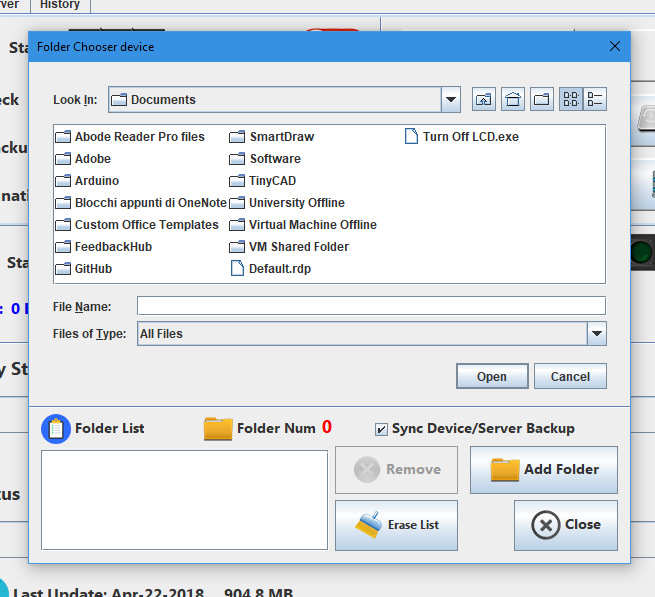 ver
History
Folder Chooser device
Sta
Look In:
Documents
eck
Abode Reader Pro files
SmartDraw
Turn Off LCD.exe
Adobe
Software
ckup
Arduino
TinyCAD
nati
Blocchi appunti di OneNote
University Offline
Custom Office Templates
Virtual Machine Offline
FeedbackHub
VM Shared Folder
Sta
GitHub
Default.rdp
File Name:
: 0
Files of Type:
All Files
y St
Open
Cancel
Folder List
Folder Num 0
Sync Device/Server Backup
Remove
Add Folder
tus
Erase List
Close
Last Update: Apr-22-2018 904.8 MB